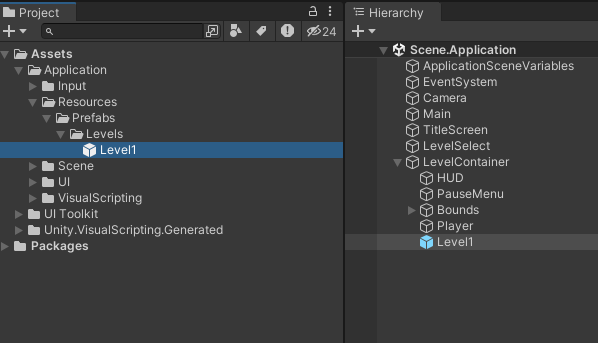 Project
24
Assets
Application
Input
Resources
Prefabs
Levels
Level1
Scene
UI
VisualScripting
UI Toolkit
Unity.VisualScripting.Generated
Packages
Hierarchy
Scene.Application
ApplicationSceneVariables
EventSystem
Camera
Main
TitleScreen
LevelSelect
LevelContainer
HUD
PauseMenu
Bounds
Player
Level1